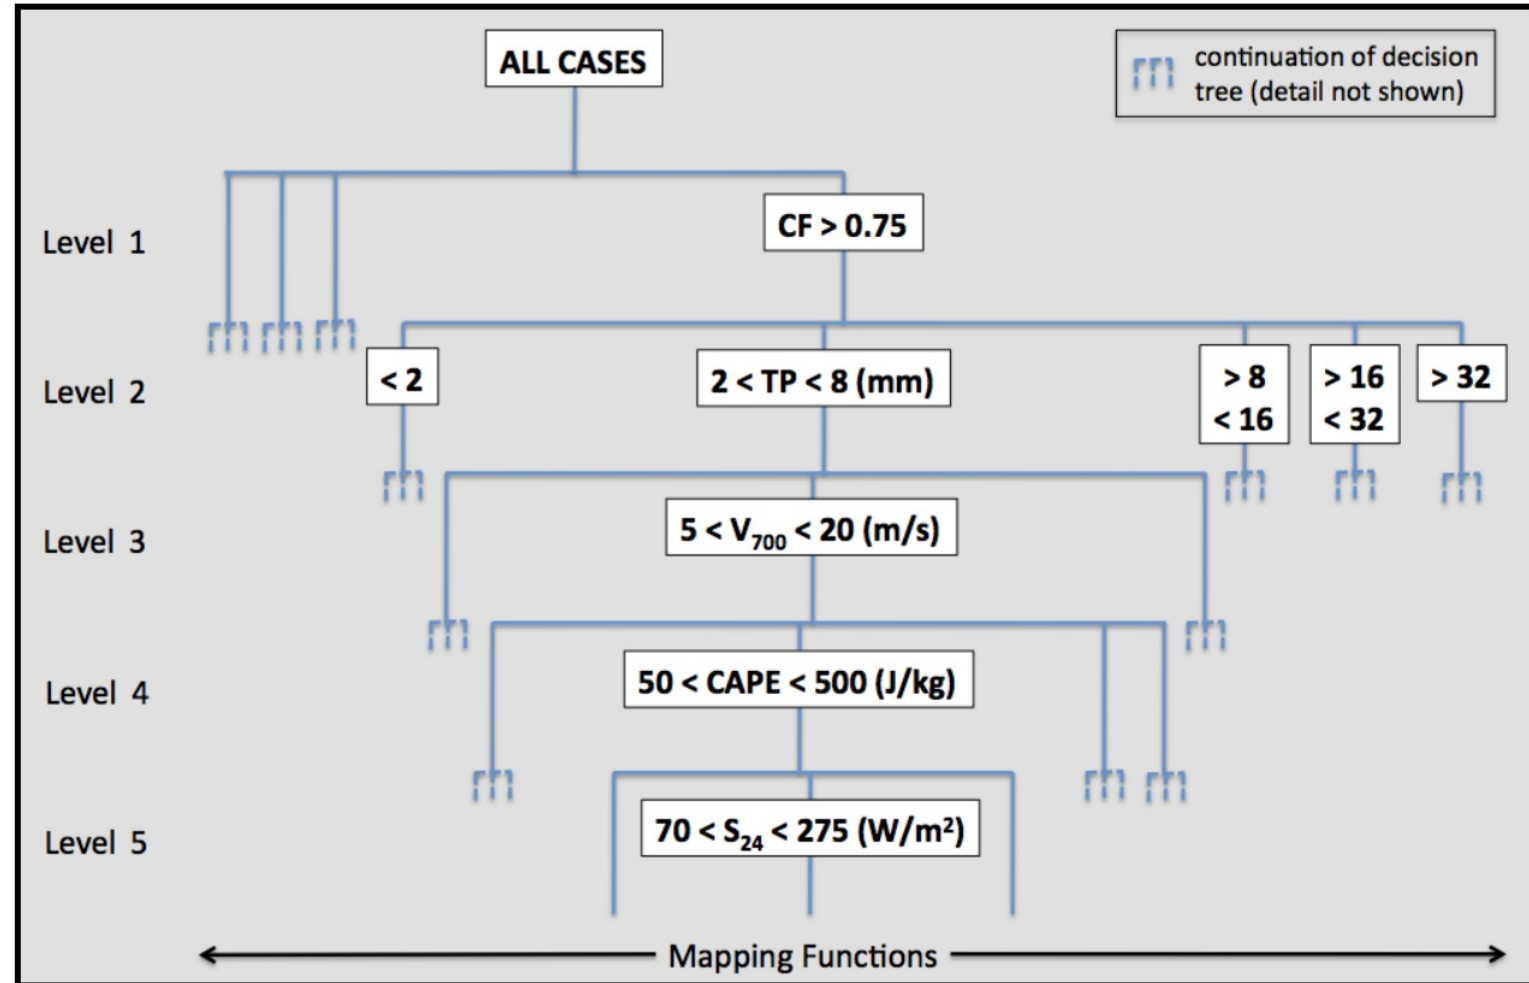 ALL CASES
continuation of decision
tree (detail not shown)
Level 1
CF > 0.75
Level 2
< 2
2 < TP < 8 (mm)
> 8
< 16
> 16
< 32
> 32
Level 3
5 < V₇₀₀ < 20 (m/s)
Level 4
50 < CAPE < 500 (J/kg)
Level 5
70 < S₂₄ < 275 (W/m²)
Mapping Functions